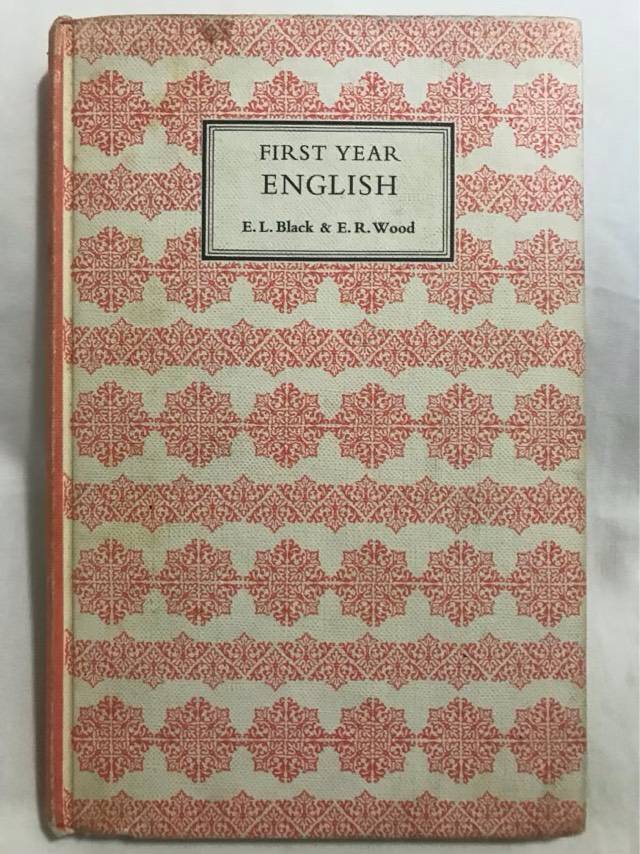 FIRST YEAR
ENGLISH
E. L. Black & E. R. Wood